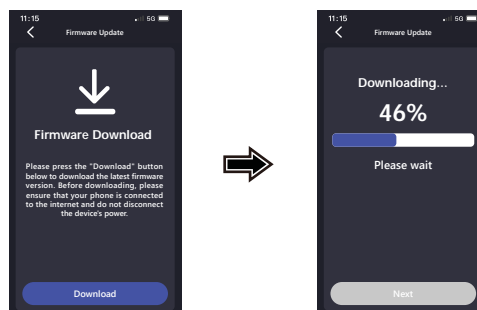 11:15
5G
Firmware Update
Firmware Download
Please press the "Download" button
below to download the latest firmware
version. Before downloading, please
ensure that your phone is connected
to the internet and do not disconnect
the device's power.
Download
11:15
5G
Firmware Update
Downloading...
46%
Please wait
Next